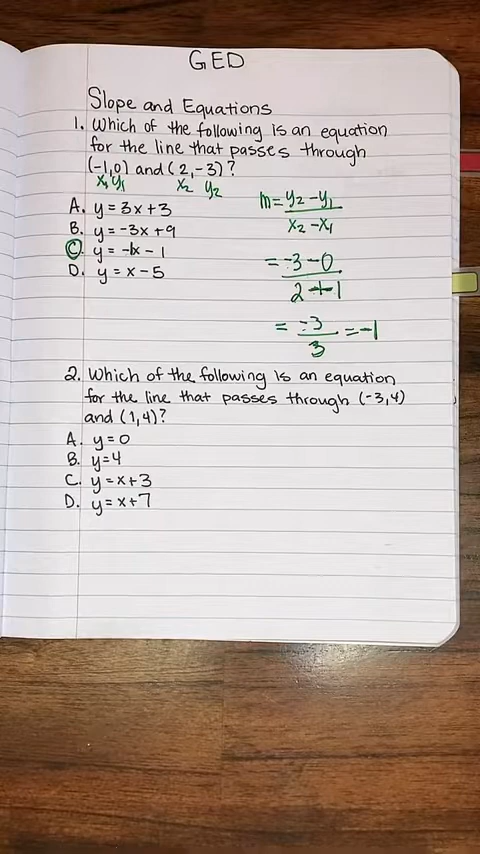 GED
Slope and Equations
1. Which of the following is an equation
for the line that passes through
(-1,0) and (2,-3)?
x₁ y₁ x₂ y₂
m = y₂ - y₁
x₂ - x₁
A. y = 3x + 3
B. y = -3x + 9
C. y = -1x - 1
D. y = x - 5
= -3 - 0
2 + 1
= -3 = -1
3
2. Which of the following is an equation
for the line that passes through (-3,4)
and (1,4)?
A. y = 0
B. y = 4
C. y = x + 3
D. y = x + 7